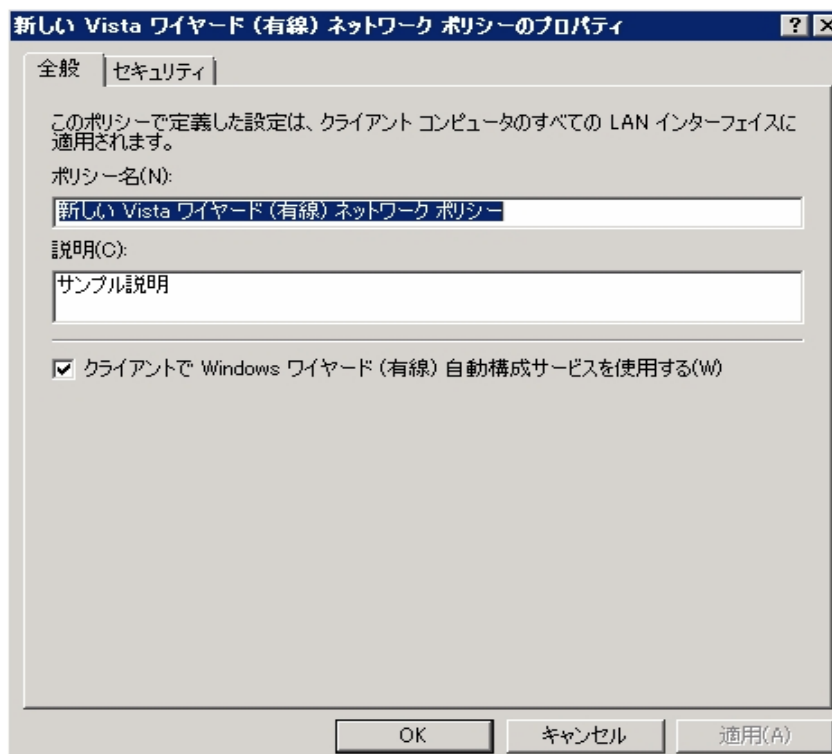 新しい Vista ワイヤード (有線) ネットワーク ポリシーのプロパティ
全般
セキュリティ
このポリシーで定義した設定は、クライアント コンピュータのすべての LAN インターフェイスに
適用されます。
ポリシー名(N):
新しい Vista ワイヤード (有線) ネットワーク ポリシー
説明(C):
サンプル説明
クライアントで Windows ワイヤード (有線) 自動構成サービスを使用する(W)
OK
キャンセル
適用(A)